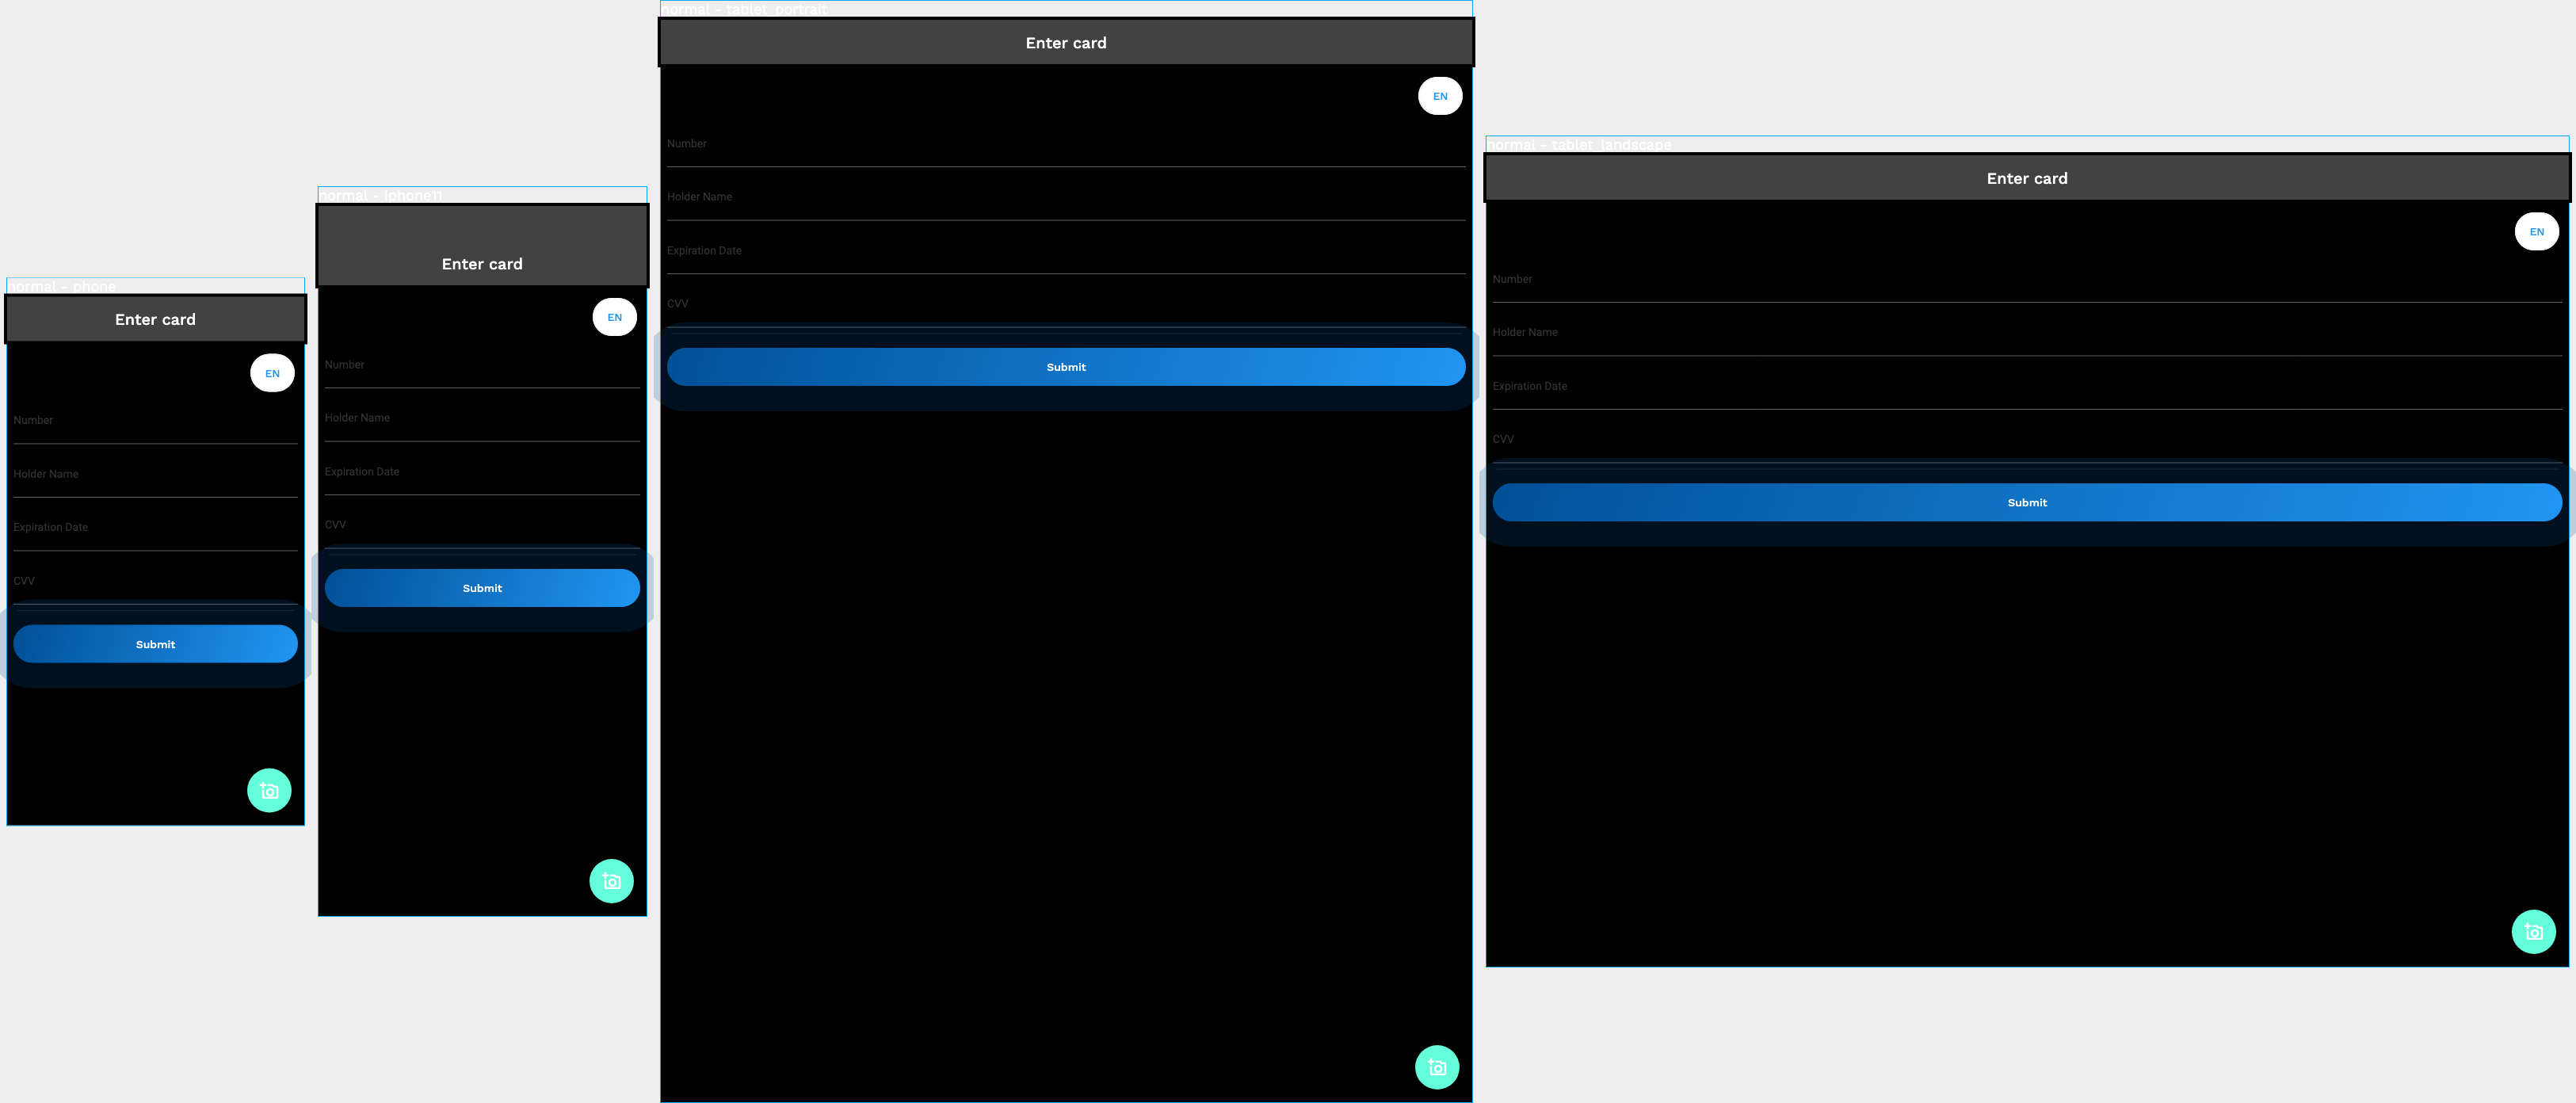 normal - phone
Enter card
EN
Number
Holder Name
Expiration Date
CVV
Submit
normal - iphone11
Enter card
EN
Number
Holder Name
Expiration Date
CVV
Submit
normal - tablet_portrait
Enter card
EN
Number
Holder Name
Expiration Date
CVV
Submit
normal - tablet_landscape
Enter card
EN
Number
Holder Name
Expiration Date
CVV
Submit